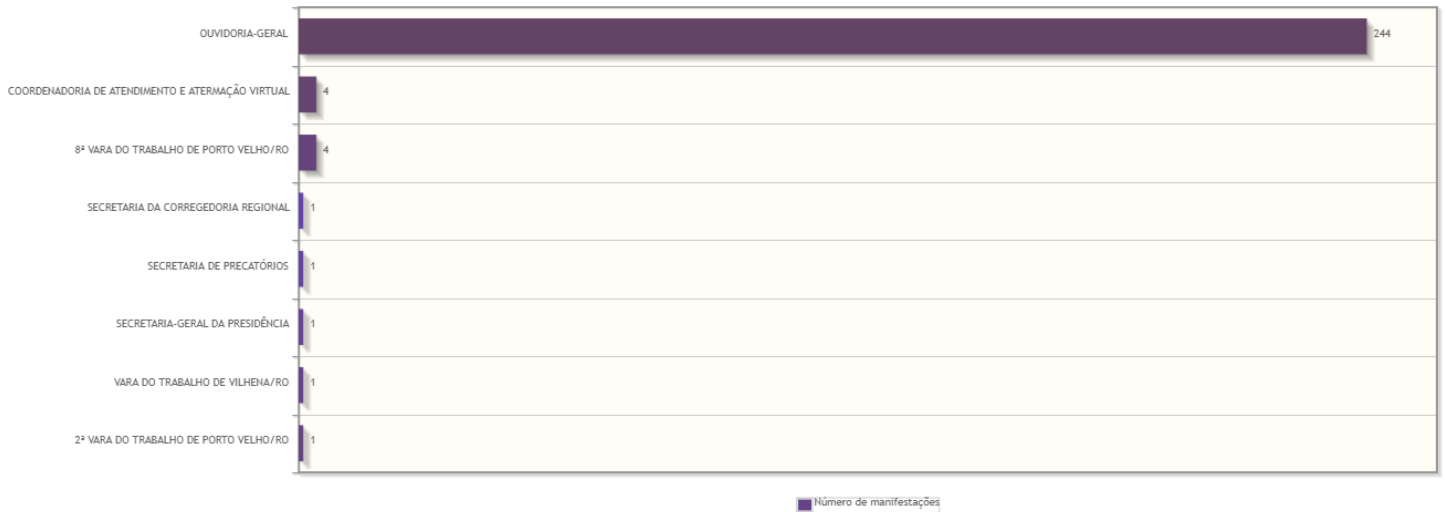 OUVIDORIA-GERAL 244
COORDENADORIA DE ATENDIMENTO E ATERMAÇÃO VIRTUAL 4
8ª VARA DO TRABALHO DE PORTO VELHO/RO 4
SECRETARIA DA CORREGEDORIA REGIONAL 1
SECRETARIA DE PRECATÓRIOS 1
SECRETARIA-GERAL DA PRESIDÊNCIA 1
VARA DO TRABALHO DE VILHENA/RO 1
2ª VARA DO TRABALHO DE PORTO VELHO/RO 1
Número de manifestações